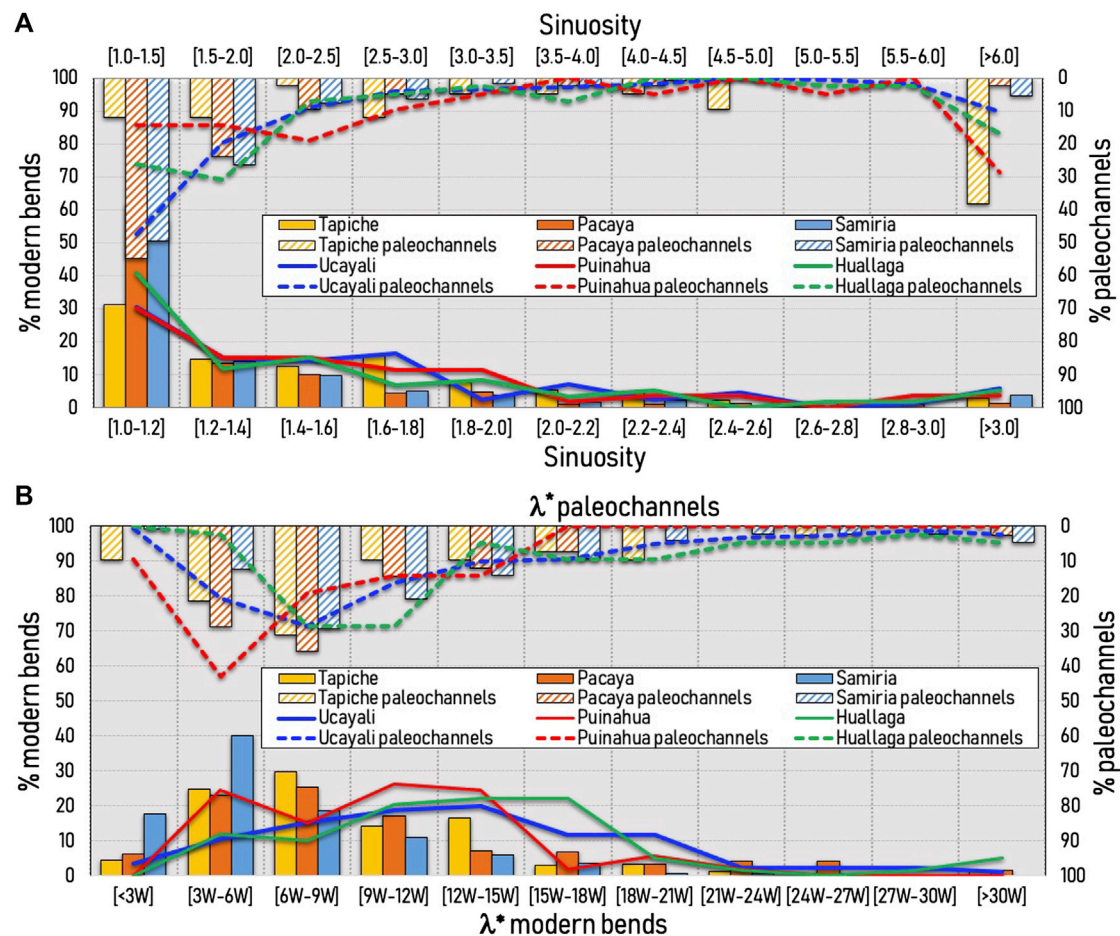 A
Sinuosity
[1.0-1.5] [1.5-2.0] [2.0-2.5] [2.5-3.0] [3.0-3.5] [3.5-4.0] [4.0-4.5] [4.5-5.0] [5.0-5.5] [5.5-6.0] [>6.0]
100 0
90 10
80 20
70 30
60 40
50 50
40 60
30 70
20 80
10 90
0 100
% modern bends
% paleochannels
Tapiche Pacaya Samiria
Tapiche paleochannels Pacaya paleochannels Samiria paleochannels
Ucayali Puinahua Huallaga
Ucayali paleochannels Puinahua paleochannels Huallaga paleochannels
[1.0-1.2] [1.2-1.4] [1.4-1.6] [1.6-1.8] [1.8-2.0] [2.0-2.2] [2.2-2.4] [2.4-2.6] [2.6-2.8] [2.8-3.0] [>3.0]
Sinuosity
B
λ* paleochannels
100 0
90 10
80 20
70 30
60 40
50 50
40 60
30 70
20 80
10 90
0 100
% modern bends
% paleochannels
Tapiche Pacaya Samiria
Tapiche paleochannels Pacaya paleochannels Samiria paleochannels
Ucayali Puinahua Huallaga
Ucayali paleochannels Puinahua paleochannels Huallaga paleochannels
[<3W] [3W-6W] [6W-9W] [9W-12W] [12W-15W] [15W-18W] [18W-21W] [21W-24W] [24W-27W] [27W-30W] [>30W]
λ* modern bends